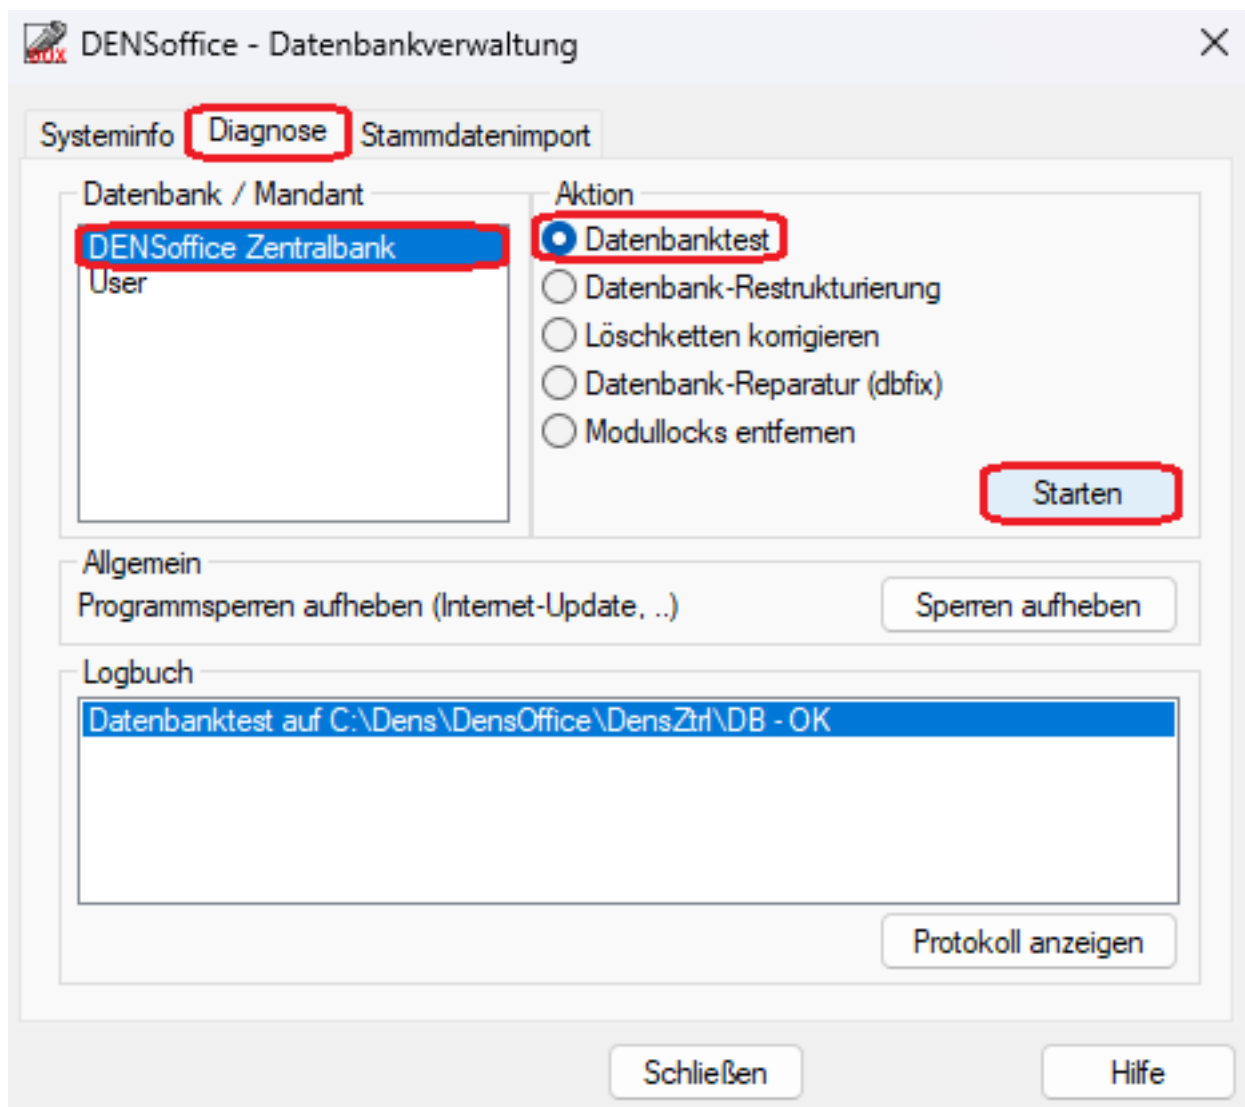 DENSoffice - Datenbankverwaltung
Systeminfo Diagnose Stammdatenimport
Datenbank / Mandant
DENSoffice Zentralbank
User
Aktion
Datenbanktest
Datenbank-Restrukturierung
Löschketten korrigieren
Datenbank-Reparatur (dbfix)
Modullocks entfernen
Starten
Allgemein
Programmsperren aufheben (Internet-Update, ..)
Sperren aufheben
Logbuch
Datenbanktest auf C:\Dens\DensOffice\DensZtrl\DB - OK
Protokoll anzeigen
Schließen
Hilfe